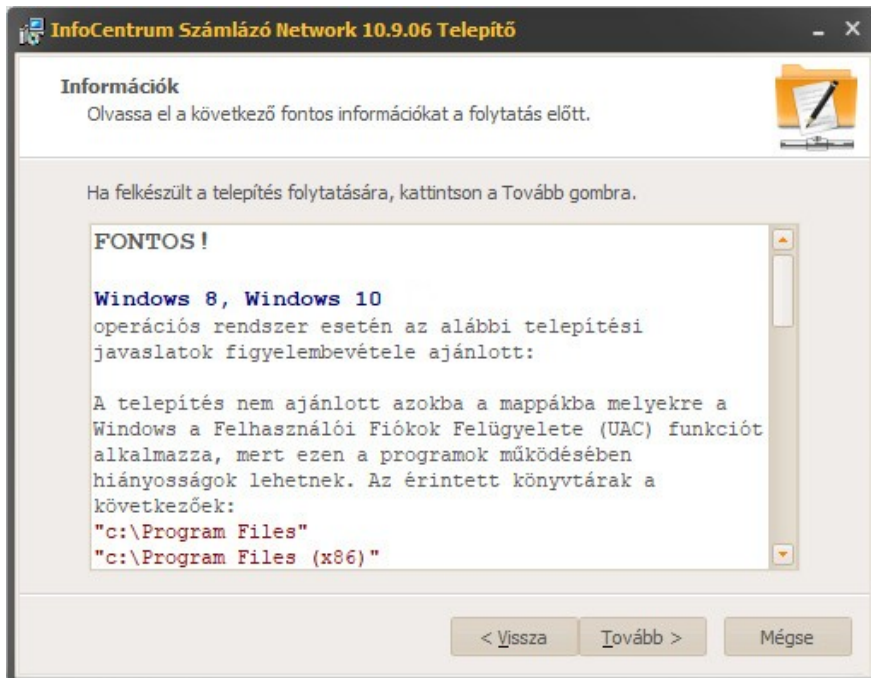 InfoCentrum Számlázó Network 10.9.06 Telepítő
Információk
Olvassa el a következő fontos információkat a folytatás előtt.
Ha felkészült a telepítés folytatására, kattintson a Tovább gombra.
FONTOS!
Windows 8, Windows 10
operációs rendszer esetén az alábbi telepítési
javaslatok figyelembevétele ajánlott:
A telepítés nem ajánlott azokba a mappákba melyekre a
Windows a Felhasználói Fiókok Felügyelete (UAC) funkciót
alkalmazza, mert ezen a programok működésében
hiányosságok lehetnek. Az érintett könyvtárak a
következőek:
"c:\Program Files"
"c:\Program Files (x86)"
< Vissza
Tovább >
Mégse